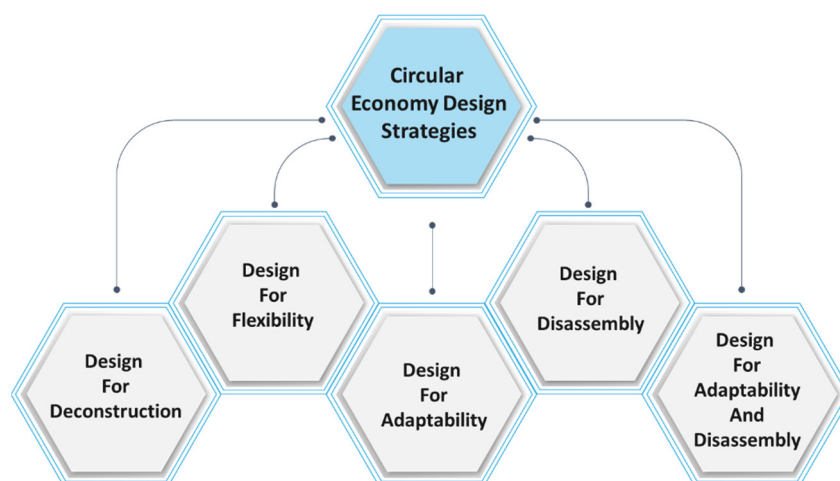 Circular
Economy Design
Strategies
Design
For
Deconstruction
Design
For
Flexibility
Design
For
Adaptability
Design
For
Disassembly
Design
For
Adaptability
And
Disassembly